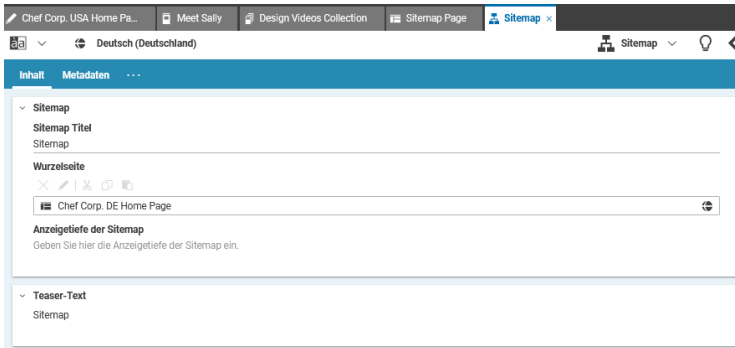 Chef Corp. USA Home Pa...
Meet Sally
Design Videos Collection
Sitemap Page
Sitemap ×
Deutsch (Deutschland)
Sitemap
Inhalt
Metadaten
···
Sitemap
Sitemap Titel
Sitemap
Wurzelseite
Chef Corp. DE Home Page
Anzeigetiefe der Sitemap
Geben Sie hier die Anzeigetiefe der Sitemap ein.
Teaser-Text
Sitemap